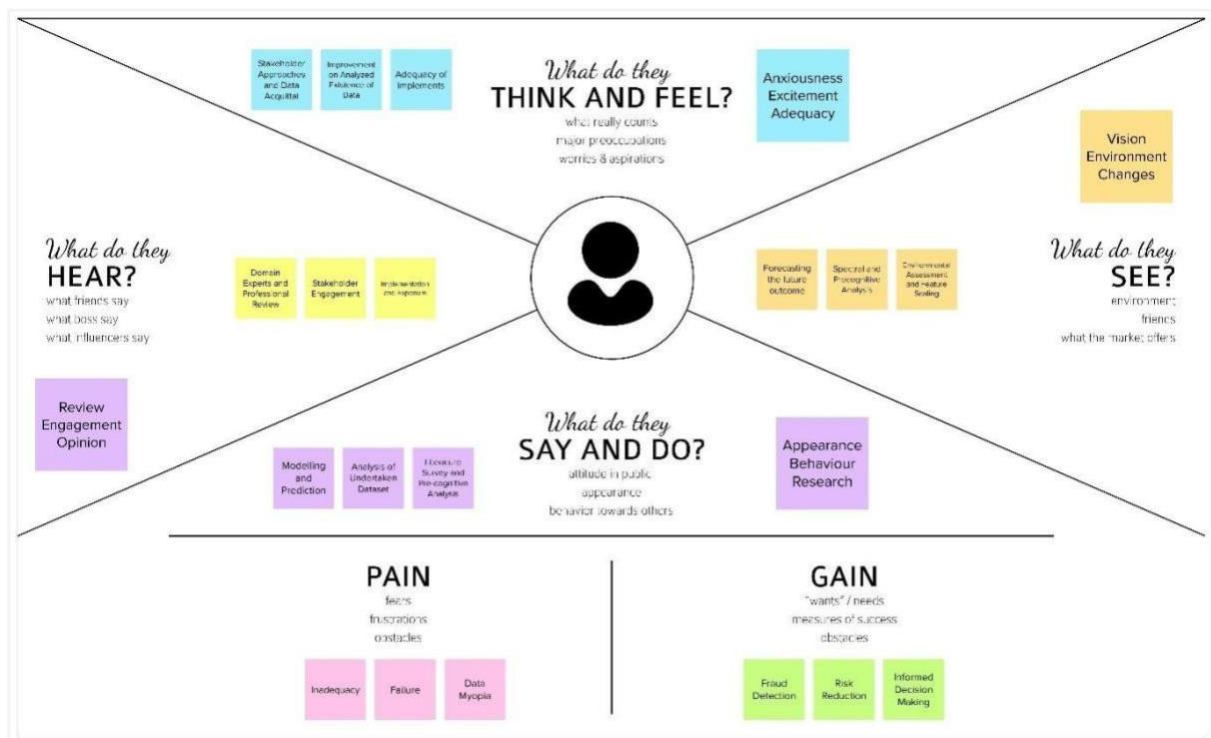 Stakeholder
Approaches
and Data
Acquittal
Improvement
on Analyzed
Existence of
Data
Adequacy of
Implements
What do they
THINK AND FEEL?
what really counts
major preoccupations
worries & aspirations
Anxiousness
Excitement
Adequacy
Vision
Environment
Changes
What do they
HEAR?
what friends say
what boss say
what influencers say
Domain
Experts and
Professional
Review
Stakeholder
Engagement
Implementation
and
Forecasting
the future
outcome
Spectral and
Precognitive
Analysis
Environmental
Assessment
and Feature
Scaling
What do they
SEE?
environment
friends
what the market offers
Review
Engagement
Opinion
Modelling
and
Prediction
Analysis of
Undertaken
Dataset
Literature
Survey and
Pre-cognitive
Analysis
What do they
SAY AND DO?
attitude in public
appearance
behavior towards others
Appearance
Behaviour
Research
PAIN
fears
frustrations
obstacles
Inadequacy
Failure
Data
Myopia
GAIN
"wants" / needs
measures of success
obstacles
Fraud
Detection
Risk
Reduction
Informed
Decision
Making